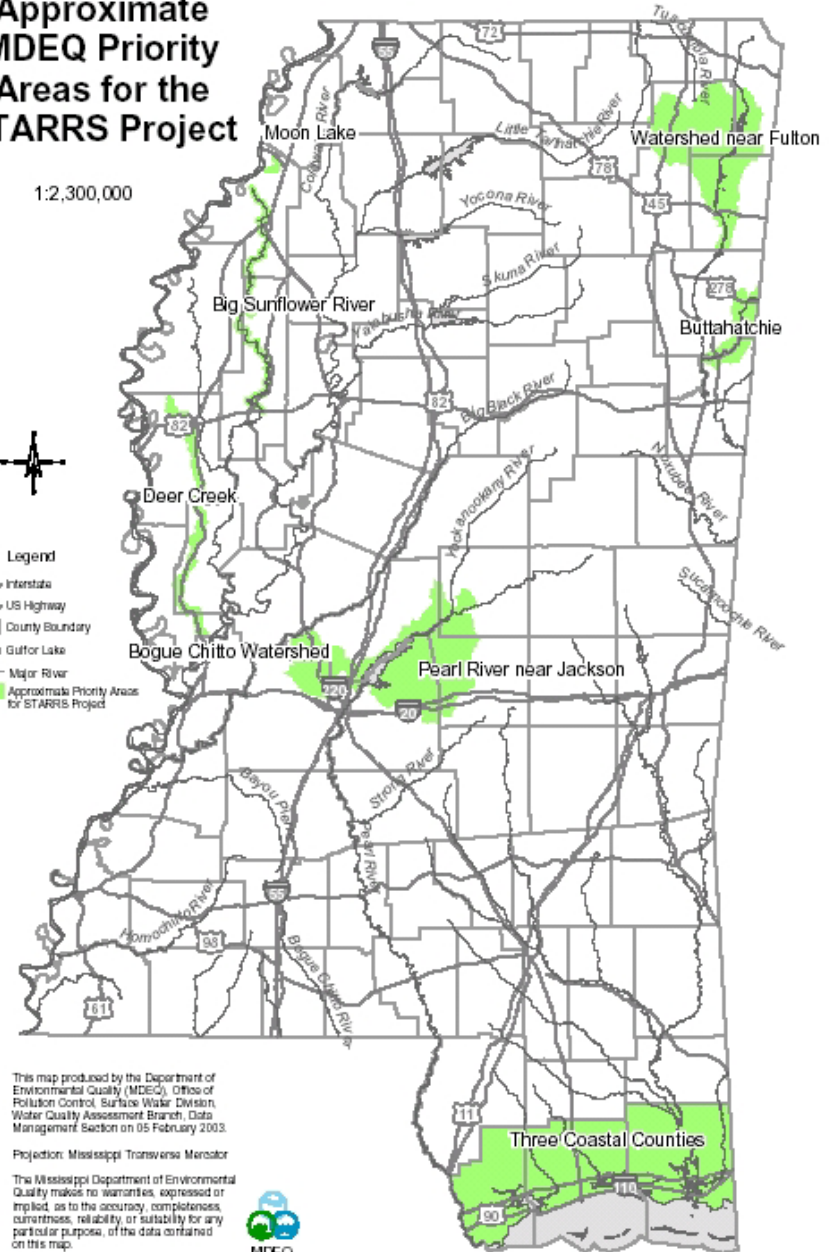 Approximate
MDEQ Priority
Areas for the
STARRS Project
1:2,300,000
Legend
Interstate
US Highway
County Boundary
Gulf or Lake
Major River
Approximate Priority Areas
for STARRS Project
55
72
Tuscumbia River
Moon Lake
Coldwater River
Little Tallahatchie River
Watershed near Fulton
78
45
Yocona River
Skuna River
278
Big Sunflower River
Yalobusha River
Buttahatchie
82
82
Big Black River
Deer Creek
Yockanookany River
Noxubee River
Sucarnoochie River
Bogue Chitto Watershed
Pearl River near Jackson
220
20
Strong River
Bayou Pierre
Pearl River
55
Homochitto River
98
Bogue Chitto River
61
11
Three Coastal Counties
110
90
This map produced by the Department of
Environmental Quality (MDEQ), Office of
Pollution Control, Surface Water Division,
Water Quality Assessment Branch, Data
Management Section on 05 February 2003.
Projection: Mississippi Transverse Mercator
The Mississippi Department of Environmental
Quality makes no warranties, expressed or
implied, as to the accuracy, completeness,
currentness, reliability, or suitability for any
particular purpose, of the data contained
on this map.
MDEQ